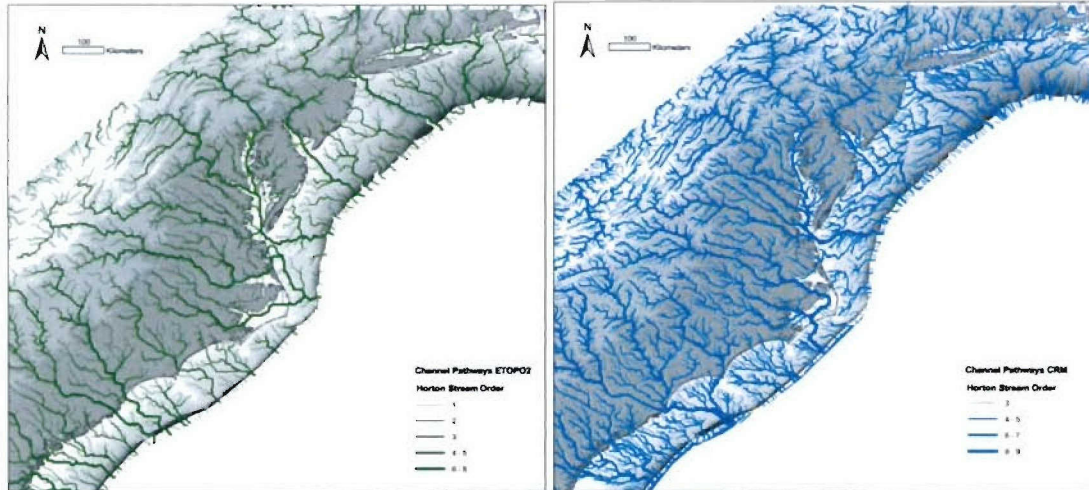 N
100
Kilometers
Channel Pathways ETOPO2
Horton Stream Order
1
2
3
4 - 5
6 - 8
N
100
Kilometers
Channel Pathways CRM
Horton Stream Order
3
4 - 5
6 - 7
8 - 9